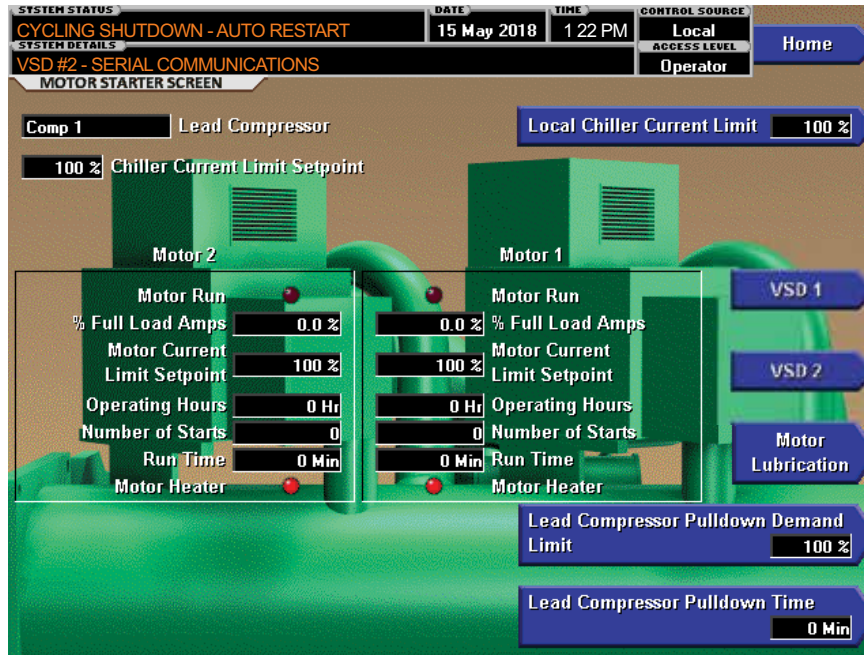 SYSTEM STATUS
CYCLING SHUTDOWN - AUTO RESTART
DATE
15 May 2018
TIME
1 22 PM
CONTROL SOURCE
Local
Home
SYSTEM DETAILS
VSD #2 - SERIAL COMMUNICATIONS
ACCESS LEVEL
Operator
MOTOR STARTER SCREEN
Comp 1 Lead Compressor
Local Chiller Current Limit 100 %
100 % Chiller Current Limit Setpoint
Motor 2
Motor Run
% Full Load Amps 0.0 %
Motor Current
Limit Setpoint 100 %
Operating Hours 0 Hr
Number of Starts 0
Run Time 0 Min
Motor Heater
Motor 1
Motor Run
0.0 % % Full Load Amps
Motor Current
100 % Limit Setpoint
0 Hr Operating Hours
0 Number of Starts
0 Min Run Time
Motor Heater
VSD 1
VSD 2
Motor
Lubrication
Lead Compressor Pulldown Demand
Limit 100 %
Lead Compressor Pulldown Time
0 Min